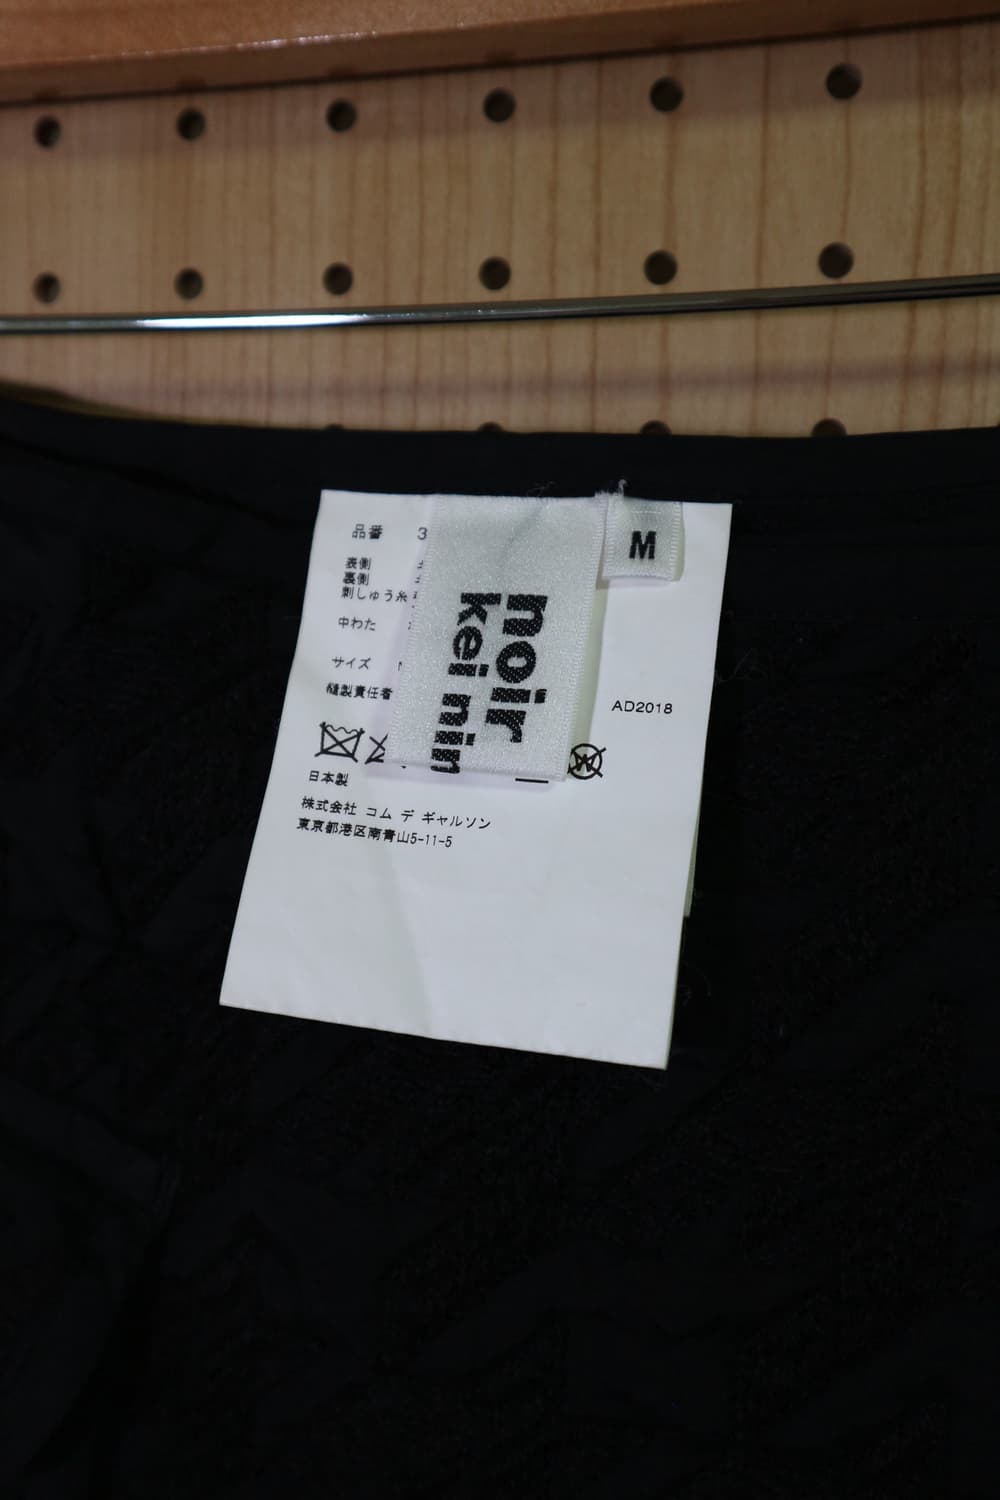 品番 3
表側
裏側
刺しゅう糸
中わた
サイズ
縫製責任者
M
noir
kei nin
AD2018
W
日本製
株式会社 コム デ ギャルソン
東京都港区南青山5-11-5